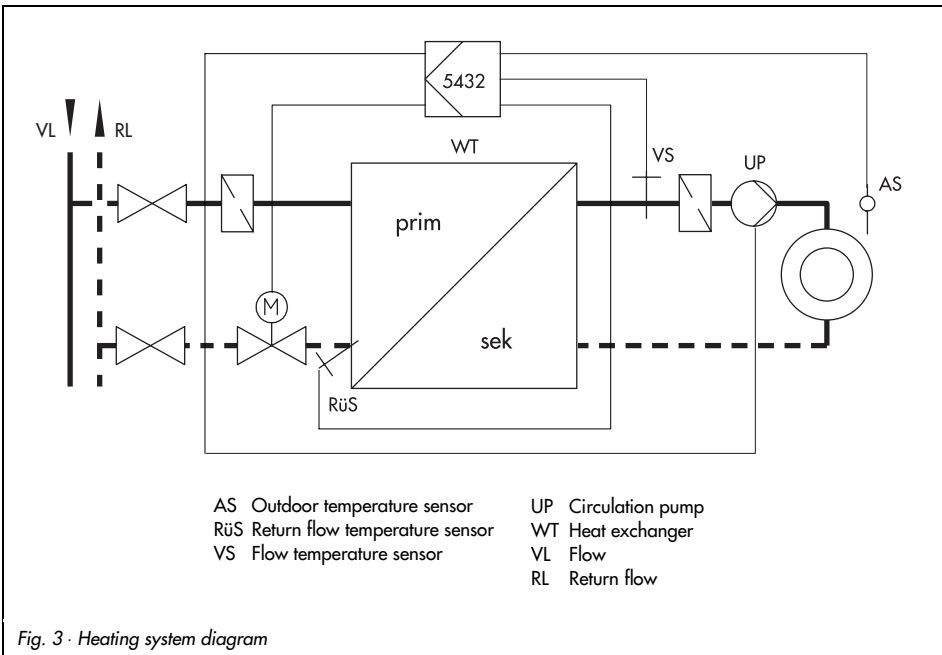 5432
VL
RL
WT
VS
UP
AS
prim
M
sek
RüS
AS Outdoor temperature sensor
RüS Return flow temperature sensor
VS Flow temperature sensor
UP Circulation pump
WT Heat exchanger
VL Flow
RL Return flow
Fig. 3 · Heating system diagram